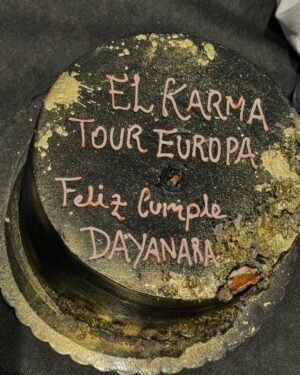 EL KARMA
TOUR EUROPA
Feliz Cumple
DAYANARA